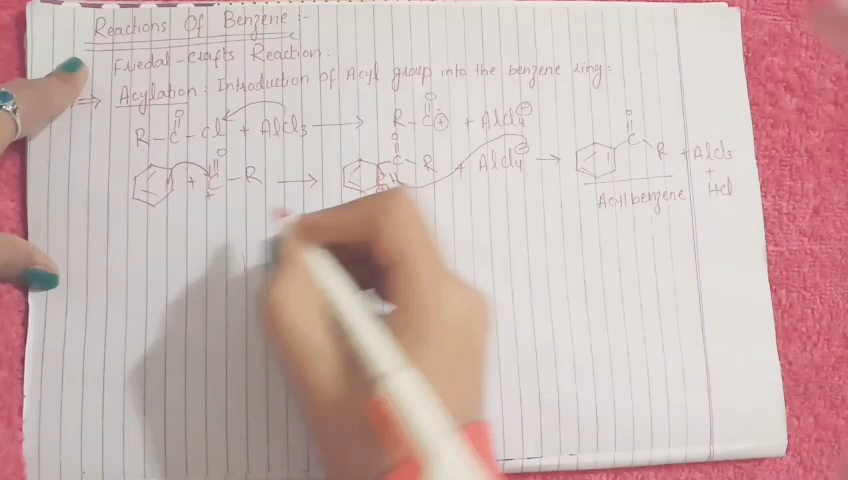 Reactions Of Benzene :-
Friedal-crafts Reaction:
⇒ Acylation : Introduction of Acyl group into the benzene ring:
O O
R - C - Cl + AlCl3 → R - C ⊕ + AlCl4 ⊖
O O O
+ C - R → C R H + AlCl4 ⊖ → C R + AlCl3
+ +
Acylbenzene HCl